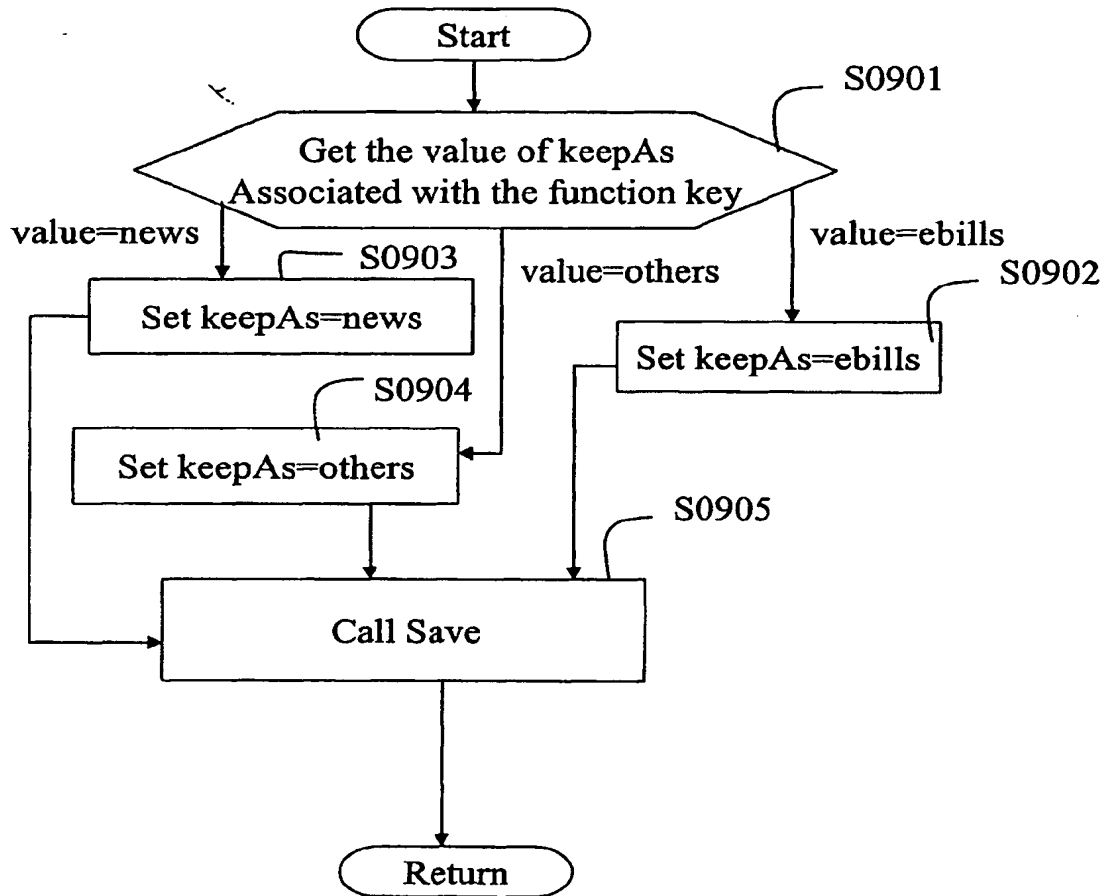 Start
S0901
Get the value of keepAs
Associated with the function key
value=news
value=others
value=ebills
S0903
S0902
Set keepAs=news
Set keepAs=ebills
S0904
Set keepAs=others
S0905
Call Save
Return